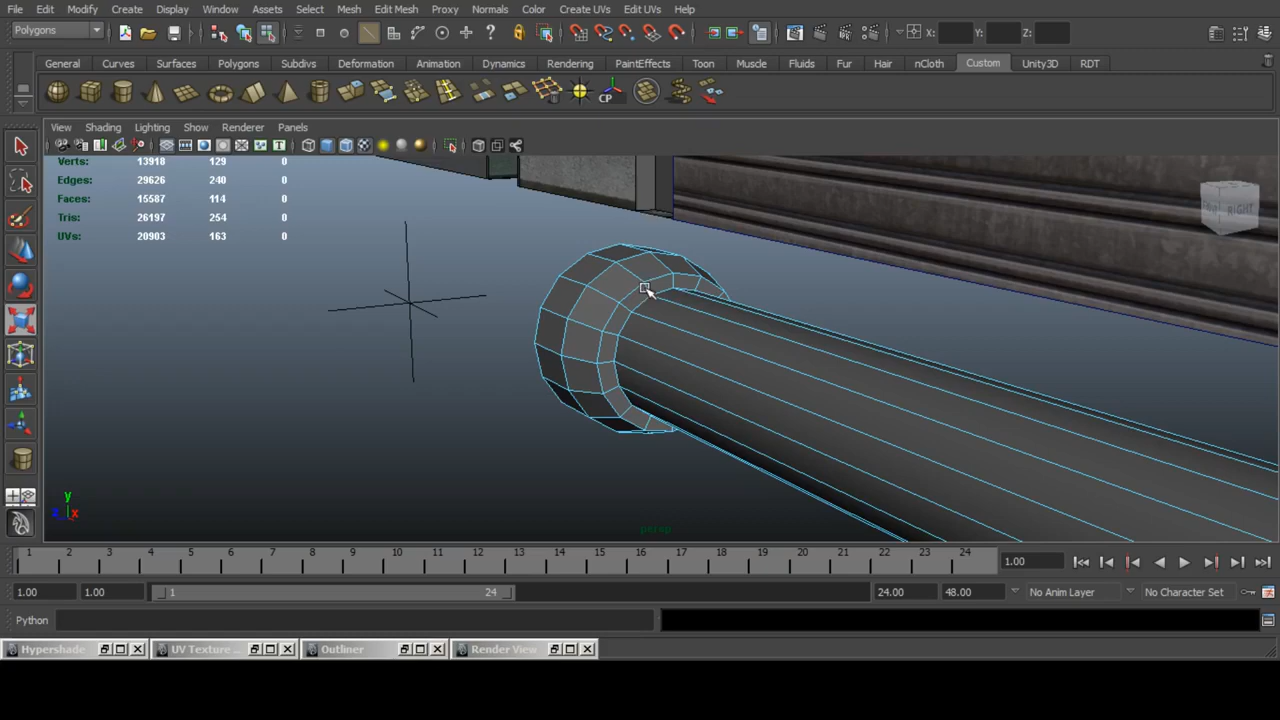 File Edit Modify Create Display Window Assets Select Mesh Edit Mesh Proxy Normals Color Create UVs Edit UVs Help
Polygons X: Y: Z:
General Curves Surfaces Polygons Subdivs Deformation Animation Dynamics Rendering PaintEffects Toon Muscle Fluids Fur Hair nCloth Custom Unity3D RDT
CP
View Shading Lighting Show Renderer Panels
Verts: 13918 129 0
Edges: 29626 240 0
Faces: 15587 114 0
Tris: 26197 254 0
UVs: 20903 163 0
RIGHT
y
x
persp
1 2 3 4 5 6 7 8 9 10 11 12 13 14 15 16 17 18 19 20 21 22 23 24 1.00
1.00 1.00 1 24 24.00 48.00 No Anim Layer No Character Set
Python
Hypershade UV Texture ... Outliner Render View